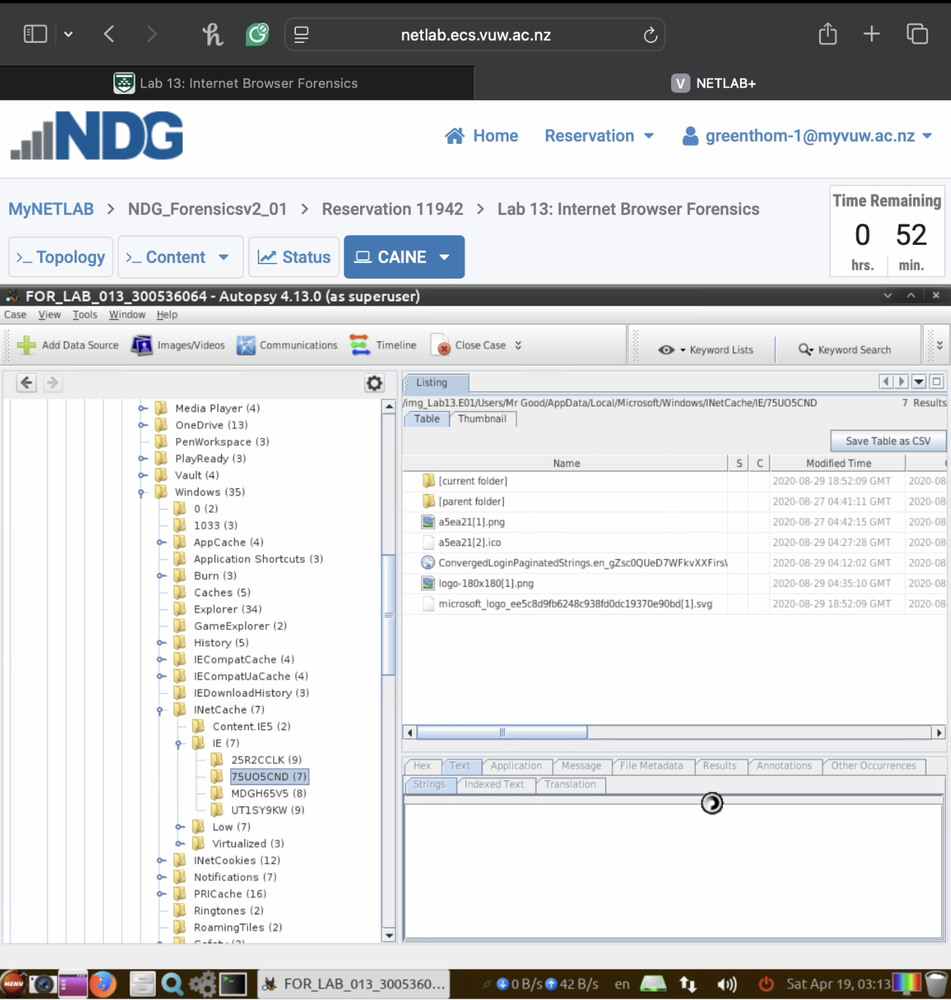 netlab.ecs.vuw.ac.nz
Lab 13: Internet Browser Forensics
V NETLAB+
NDG
Home Reservation greenthom-1@myvuw.ac.nz
MyNETLAB > NDG_Forensicsv2_01 > Reservation 11942 > Lab 13: Internet Browser Forensics
Time Remaining
0 52
hrs. min.
>_ Topology >_ Content Status CAINE
FOR_LAB_013_300536064 - Autopsy 4.13.0 (as superuser)
Case View Tools Window Help
Add Data Source Images/Videos Communications Timeline Close Case Keyword Lists Keyword Search
Media Player (4)
OneDrive (13)
PenWorkspace (3)
PlayReady (3)
Vault (4)
Windows (35)
0 (2)
1033 (3)
AppCache (4)
Application Shortcuts (3)
Burn (3)
Caches (5)
Explorer (34)
GameExplorer (2)
History (5)
IECompatCache (4)
IECompatUaCache (4)
IEDownloadHistory (3)
INetCache (7)
Content.IE5 (2)
IE (7)
25R2CCLK (9)
75UO5CND (7)
MDGH65V5 (8)
UT1SY9KW (9)
Low (7)
Virtualized (3)
INetCookies (12)
Notifications (7)
PRICache (16)
Ringtones (2)
RoamingTiles (2)
Listing
/img_Lab13.E01/Users/Mr Good/AppData/Local/Microsoft/Windows/INetCache/IE/75UO5CND 7 Results
Table Thumbnail
Save Table as CSV
Name S C Modified Time
[current folder] 2020-08-29 18:52:09 GMT 2020-08
[parent folder] 2020-08-27 04:41:11 GMT 2020-08
a5ea21[1].png 2020-08-27 04:42:15 GMT 2020-08
a5ea21[2].ico 2020-08-29 04:27:28 GMT 2020-08
ConvergedLoginPaginatedStrings.en_gZsc0QUeD7WFkvXXFirs 2020-08-29 04:12:02 GMT 2020-08
logo-180x180[1].png 2020-08-29 04:35:10 GMT 2020-08
microsoft_logo_ee5c8d9fb6248c938fd0dc19370e90bd[1].svg 2020-08-29 18:52:09 GMT 2020-08
Hex Text Application Message File Metadata Results Annotations Other Occurrences
Strings Indexed Text Translation
MENU FOR_LAB_013_3005360... 0 B/s 42 B/s en Sat Apr 19, 03:13